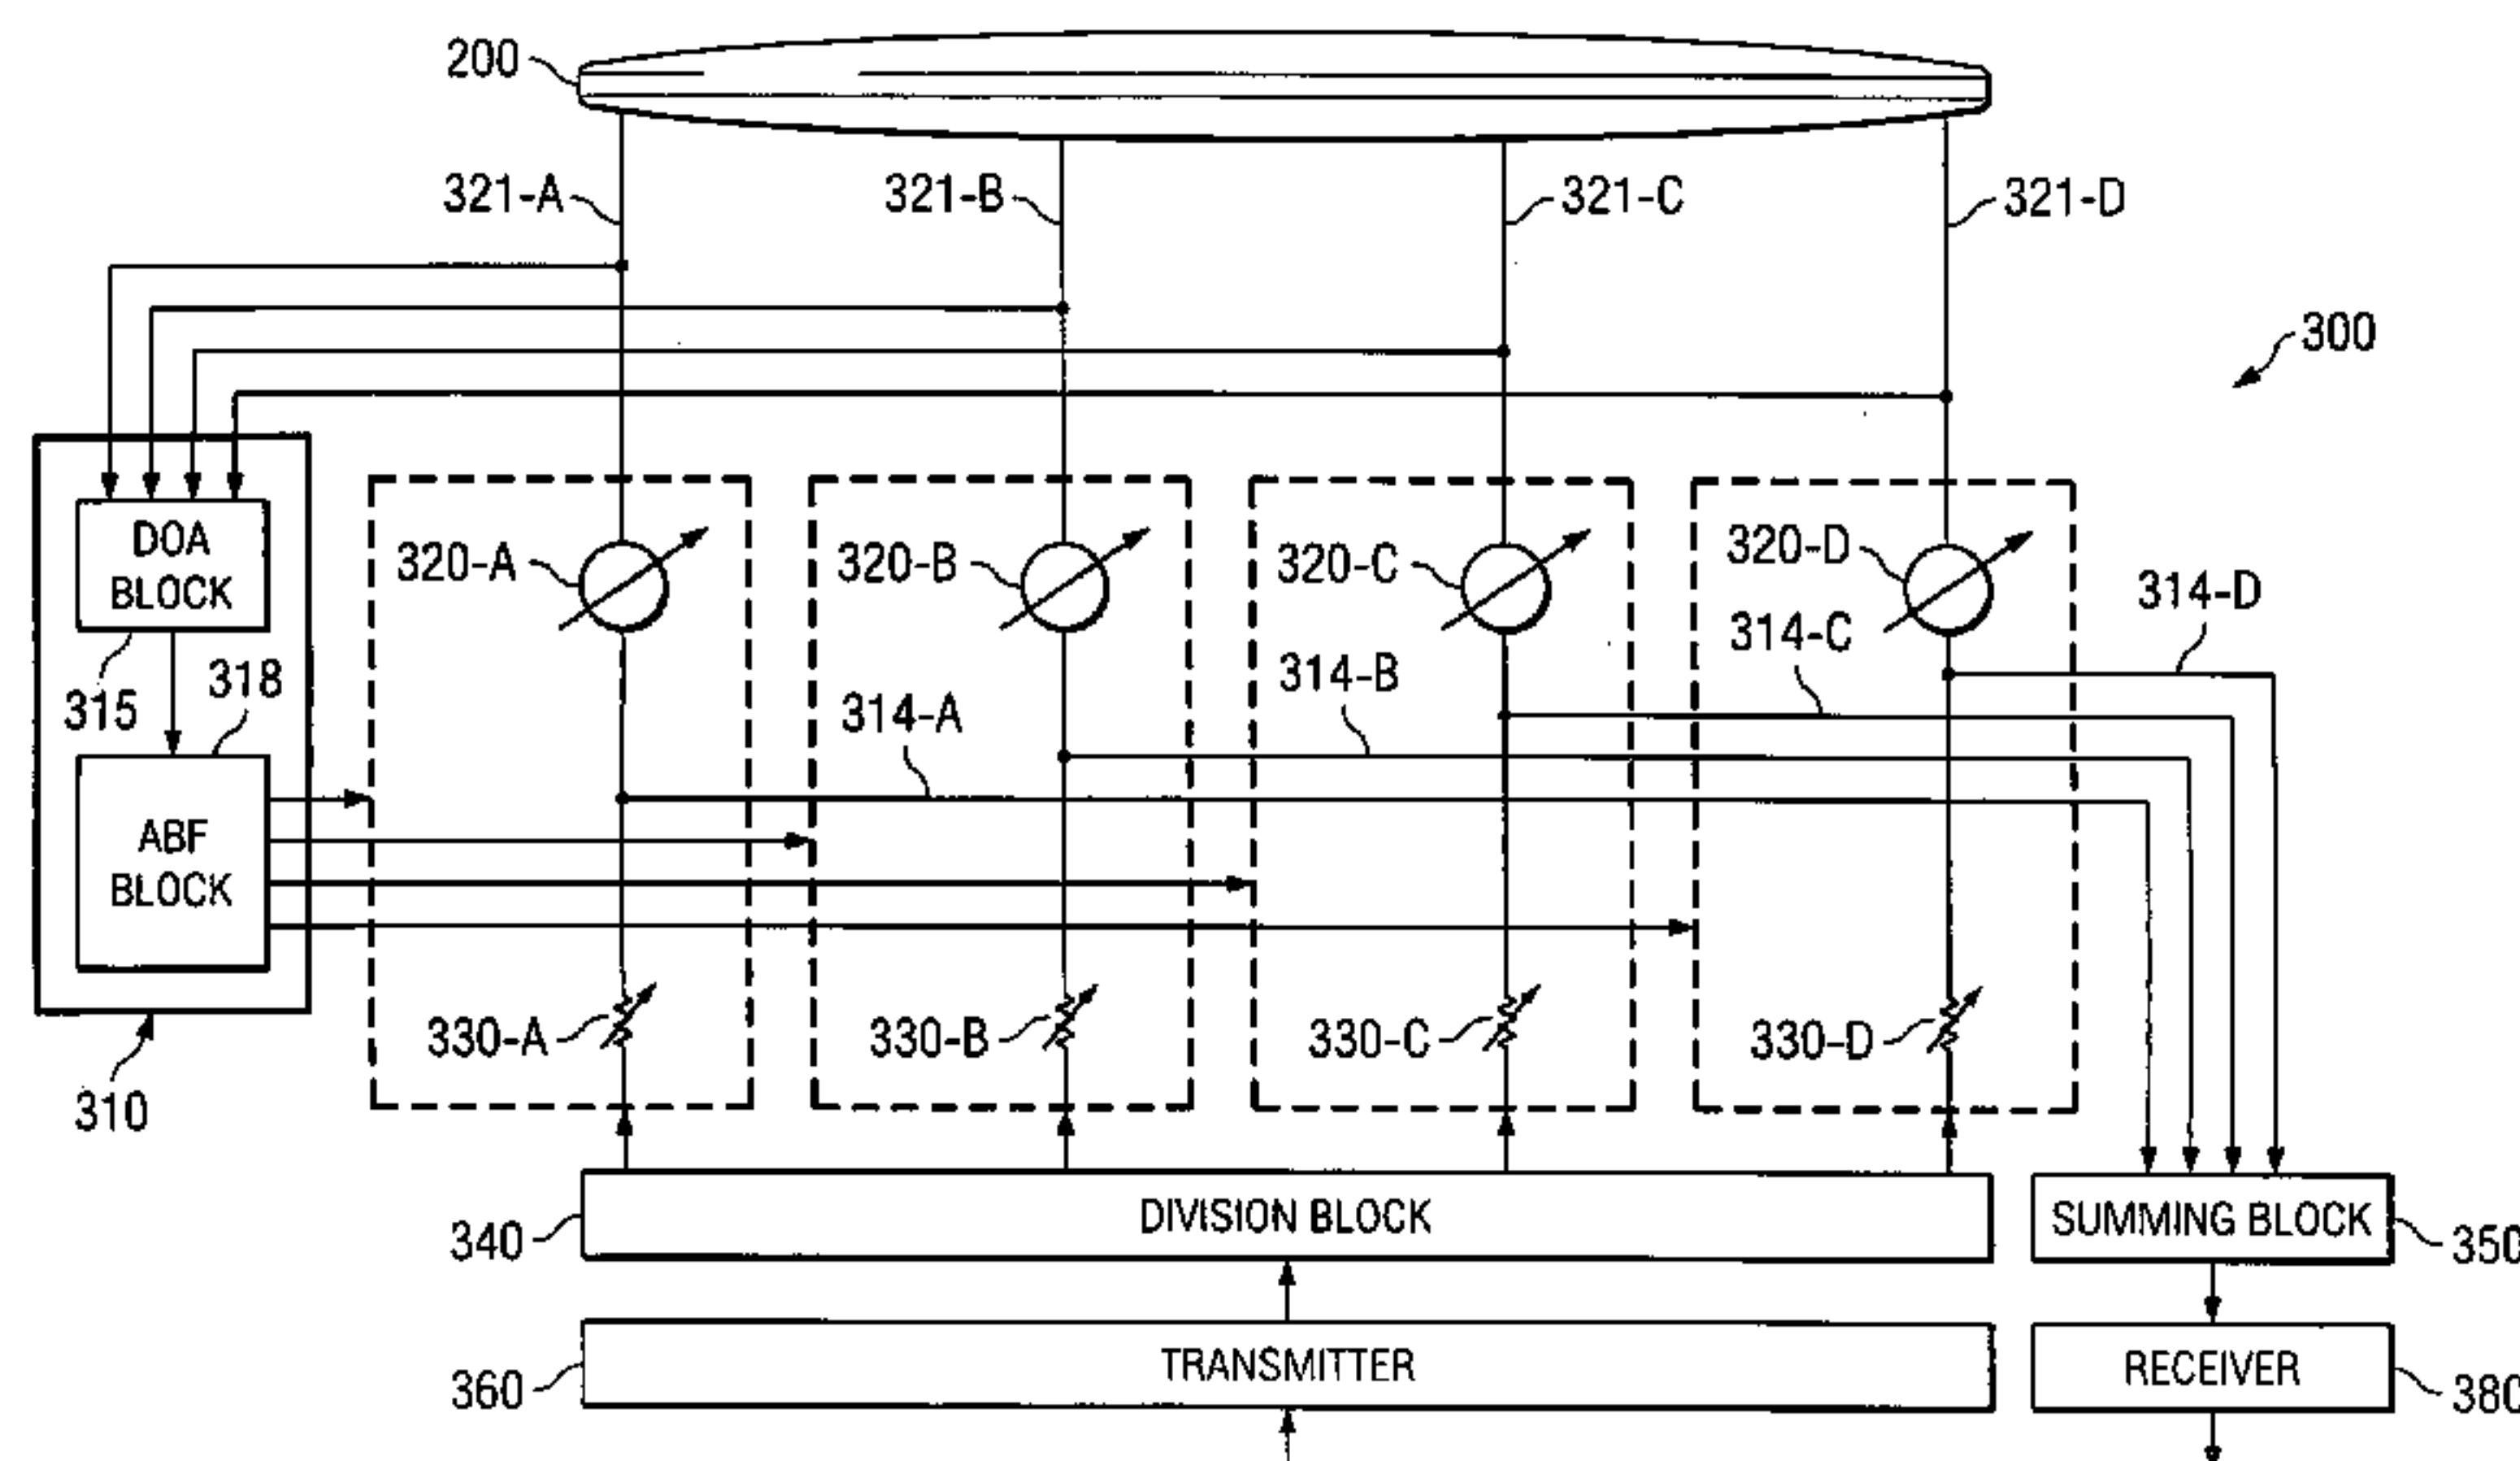 200
321-A
321-B
321-C
321-D
300
DOA
BLOCK
320-A
320-B
320-C
320-D
314-D
314-C
315
318
314-A
314-B
ABF
BLOCK
330-A
330-B
330-C
330-D
310
340
DIVISION BLOCK
SUMMING BLOCK
350
360
TRANSMITTER
RECEIVER
380